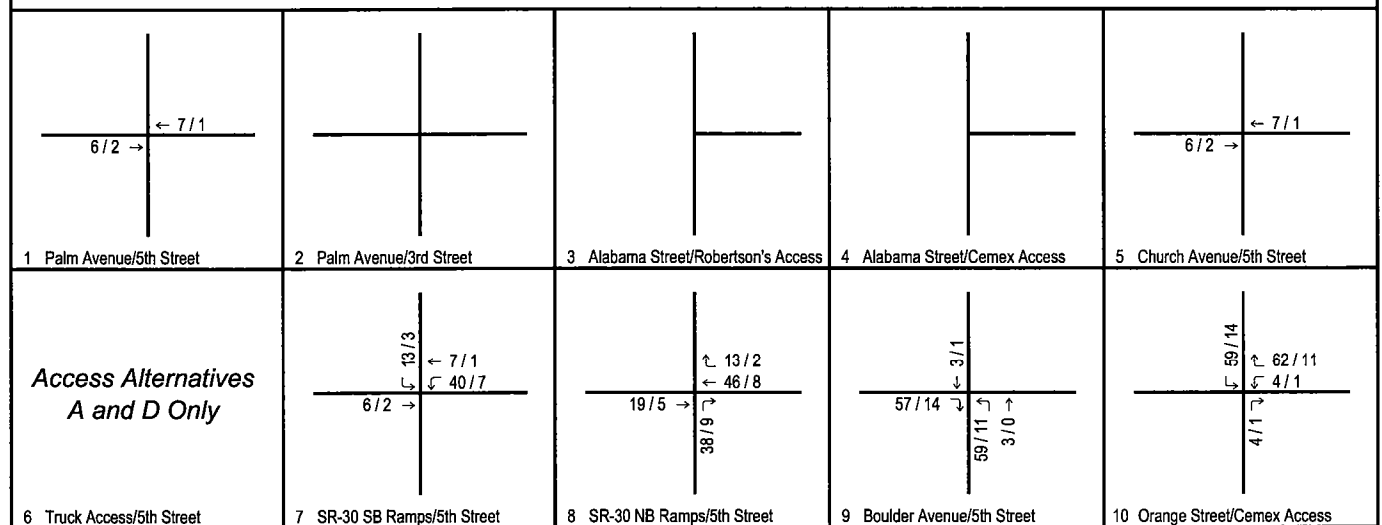 ← 7 / 1
6 / 2 →
1 Palm Avenue/5th Street
2 Palm Avenue/3rd Street
3 Alabama Street/Robertson's Access
4 Alabama Street/Cemex Access
← 7 / 1
6 / 2 →
5 Church Avenue/5th Street
Access Alternatives
A and D Only
6 Truck Access/5th Street
13 / 3
← 7 / 1
40 / 7
6 / 2 →
7 SR-30 SB Ramps/5th Street
13 / 2
← 46 / 8
19 / 5 →
38 / 9
8 SR-30 NB Ramps/5th Street
3 / 1
57 / 14
59 / 11
3 / 0
9 Boulder Avenue/5th Street
59 / 14
62 / 11
4 / 1
4 / 1
10 Orange Street/Cemex Access